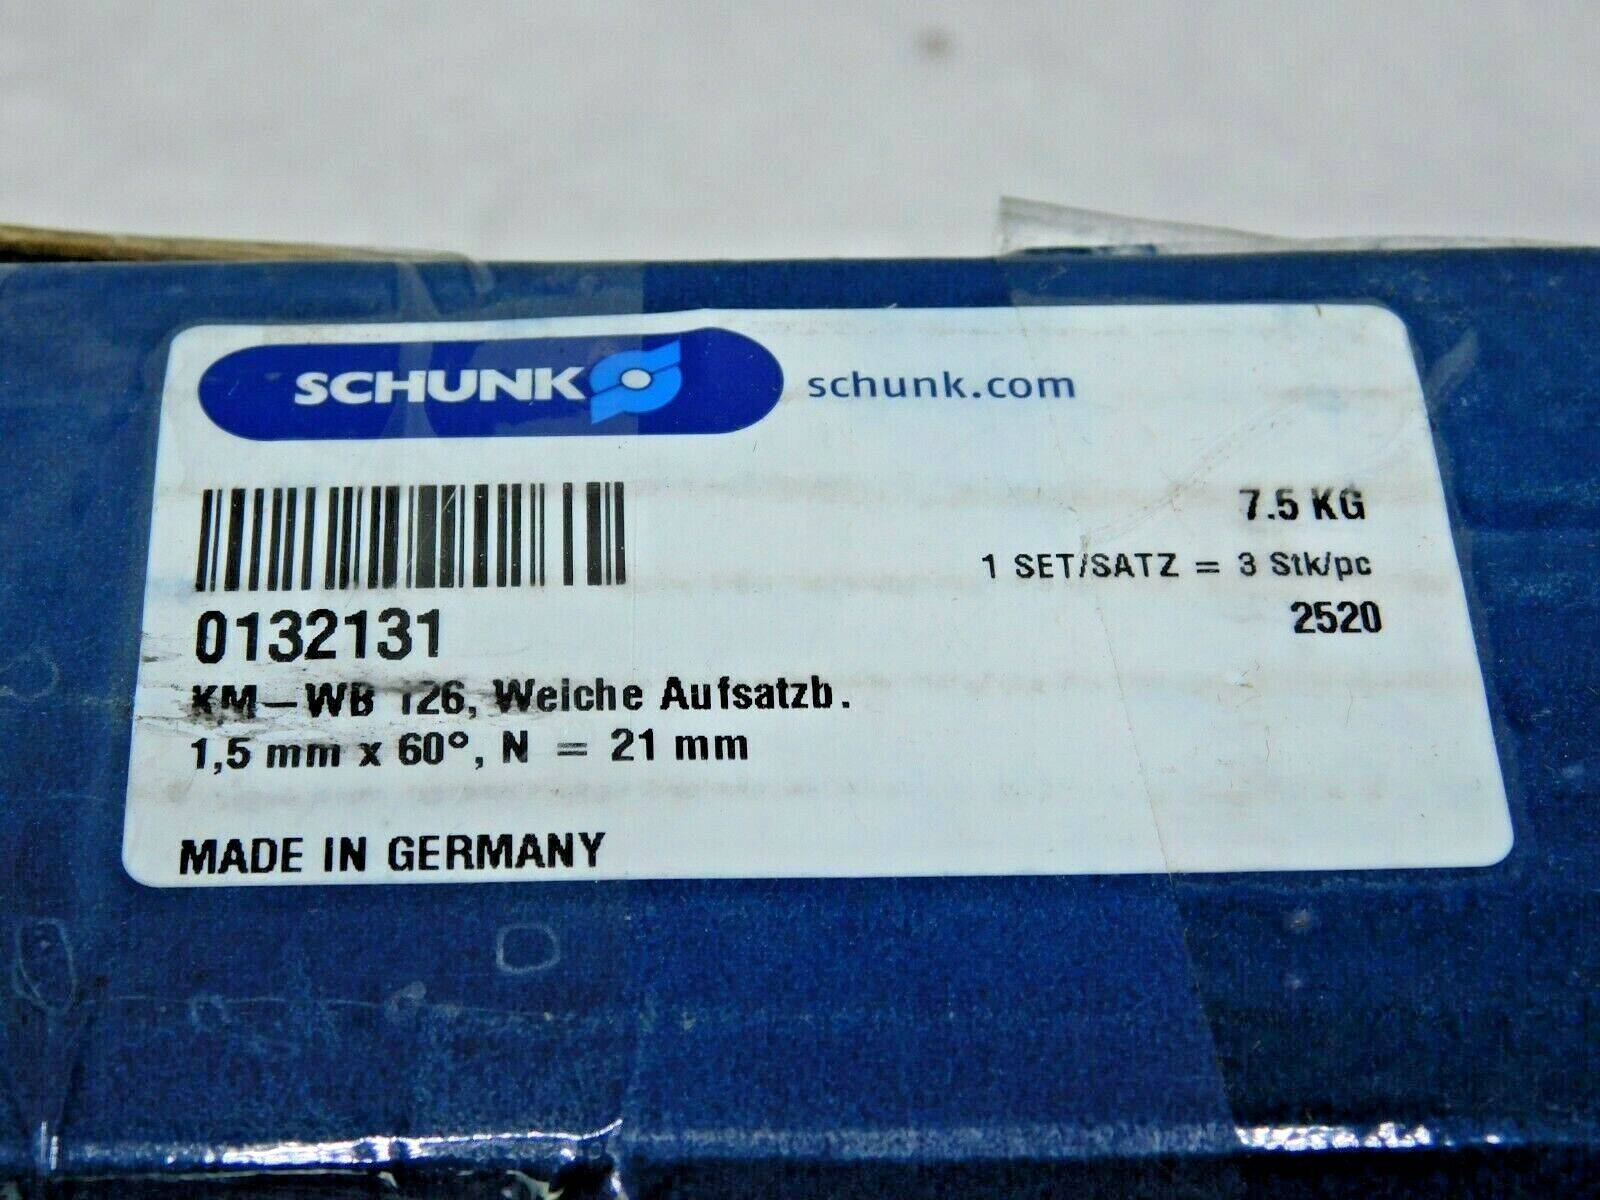 SCHUNK
schunk.com
7.5 KG
1 SET/SATZ = 3 Stk/pc
0132131
2520
KM-WB 126, Weiche Aufsatzb.
1,5 mm x 60°, N = 21 mm
MADE IN GERMANY